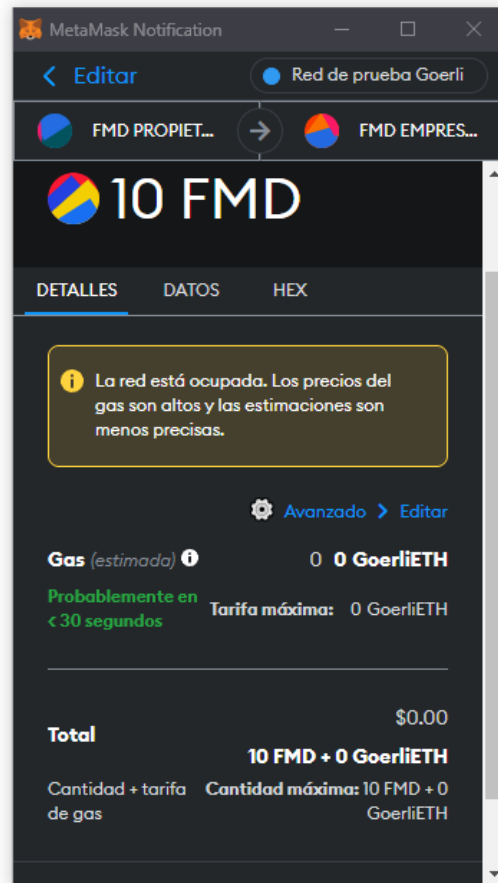 MetaMask Notification
Editar
Red de prueba Goerli
FMD PROPIET...
FMD EMPRES...
10 FMD
DETALLES DATOS HEX
La red está ocupada. Los precios del
gas son altos y las estimaciones son
menos precisas.
Avanzado > Editar
Gas (estimada) 0 0 GoerliETH
Probablemente en
< 30 segundos
Tarifa máxima: 0 GoerliETH
$0.00
Total
10 FMD + 0 GoerliETH
Cantidad + tarifa
de gas
Cantidad máxima: 10 FMD + 0
GoerliETH